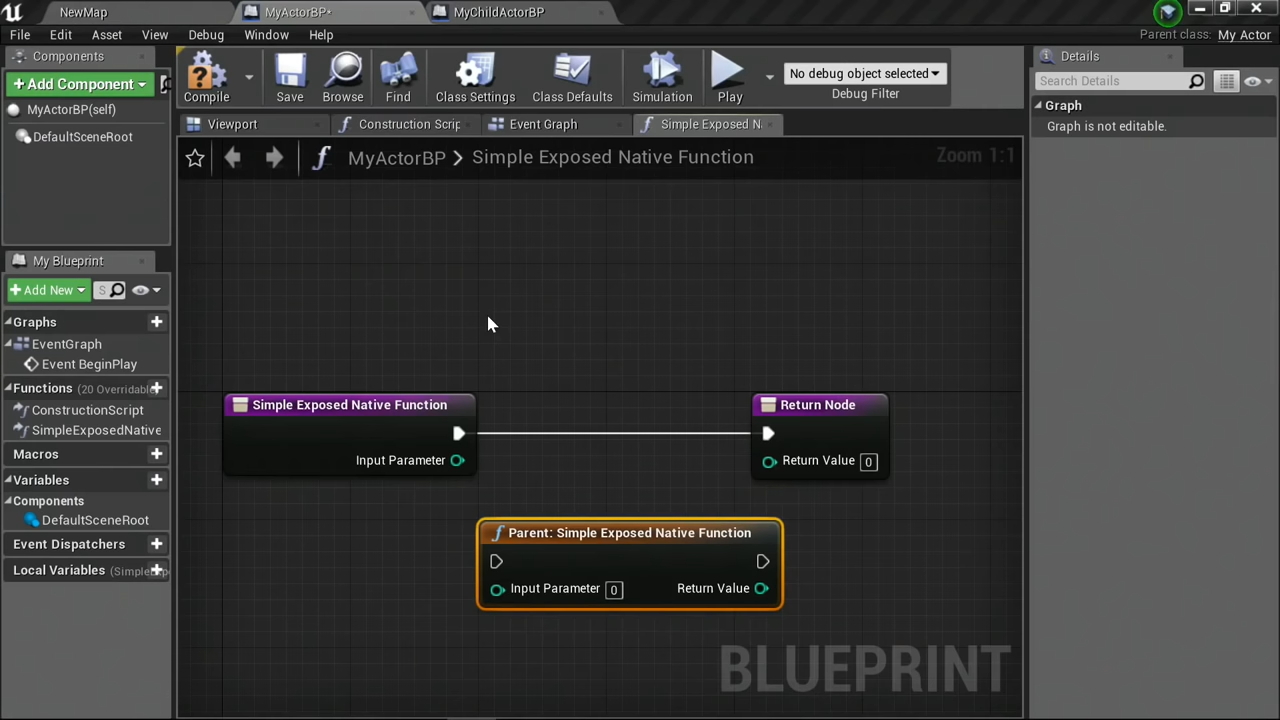 NewMap
MyActorBP•
MyChildActorBP
File Edit Asset View Debug Window Help
Parent class: My Actor
Components
Add Component
MyActorBP(self)
DefaultSceneRoot
Compile
Save
Browse
Find
Class Settings
Class Defaults
Simulation
Play
No debug object selected
Debug Filter
Details
Search Details
Graph
Graph is not editable.
Viewport
Construction Scrip
Event Graph
Simple Exposed N
MyActorBP > Simple Exposed Native Function
Zoom 1:1
My Blueprint
Add New
S
Graphs
EventGraph
Event BeginPlay
Functions (20 Overridable
ConstructionScript
SimpleExposedNative
Macros
Variables
Components
DefaultSceneRoot
Event Dispatchers
Local Variables (SimpleExp
Simple Exposed Native Function
Input Parameter
Return Node
Return Value 0
Parent: Simple Exposed Native Function
Input Parameter 0
Return Value
BLUEPRINT